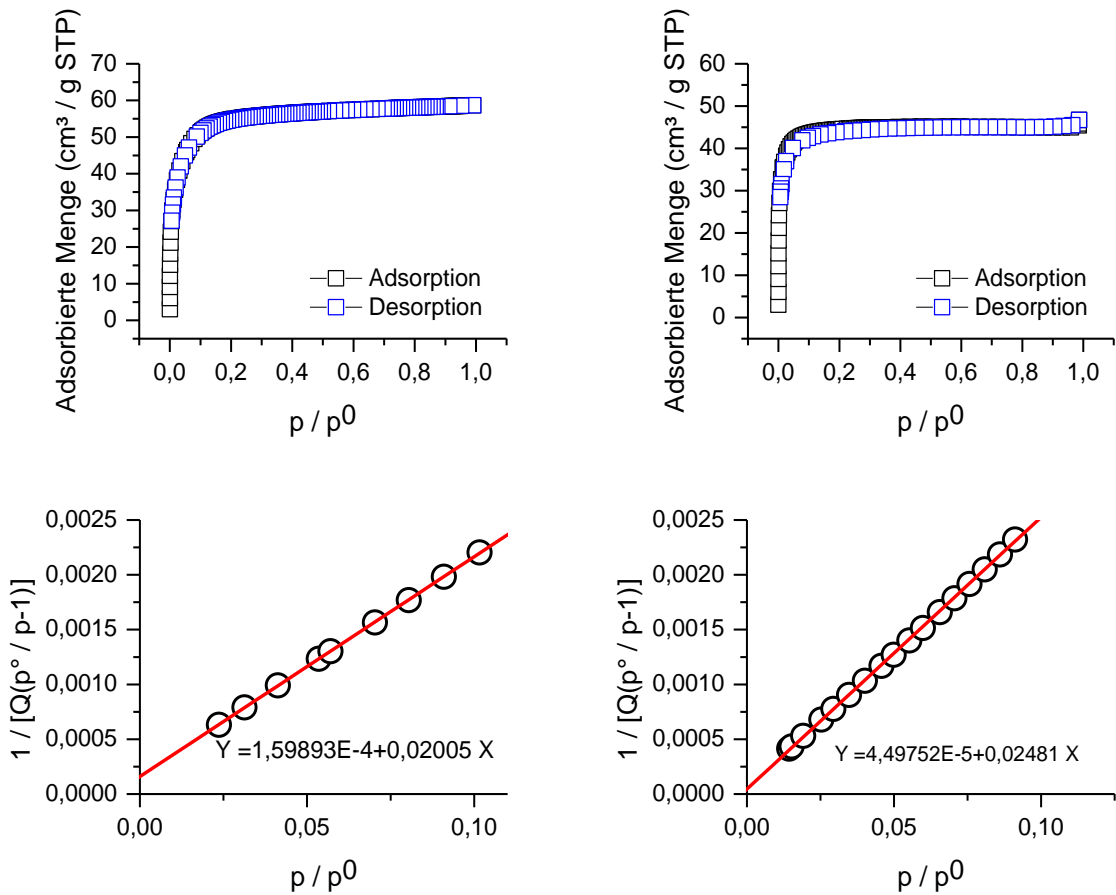 Adsorbierte Menge (cm³ / g STP)
70
60
50
40
30
20
10
0
Adsorption
Desorption
0,0 0,2 0,4 0,6 0,8 1,0
p / p⁰
Adsorbierte Menge (cm³ / g STP)
60
50
40
30
20
10
0
Adsorption
Desorption
0,0 0,2 0,4 0,6 0,8 1,0
p / p⁰
1 / [Q(p° / p-1)]
0,0025
0,0020
0,0015
0,0010
0,0005
0,0000
Y =1,59893E-4+0,02005 X
0,00 0,05 0,10
p / p⁰
1 / [Q(p° / p-1)]
0,0025
0,0020
0,0015
0,0010
0,0005
0,0000
Y =4,49752E-5+0,02481 X
0,00 0,05 0,10
p / p⁰